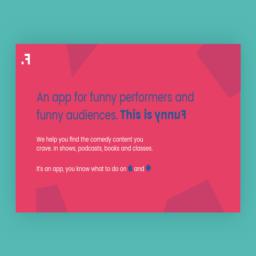 F.
An app for funny performers and
funny audiences. This is Funny
We help you find the comedy content you
crave. In shows, podcasts, books and classes.
It's an app, you know what to do on and